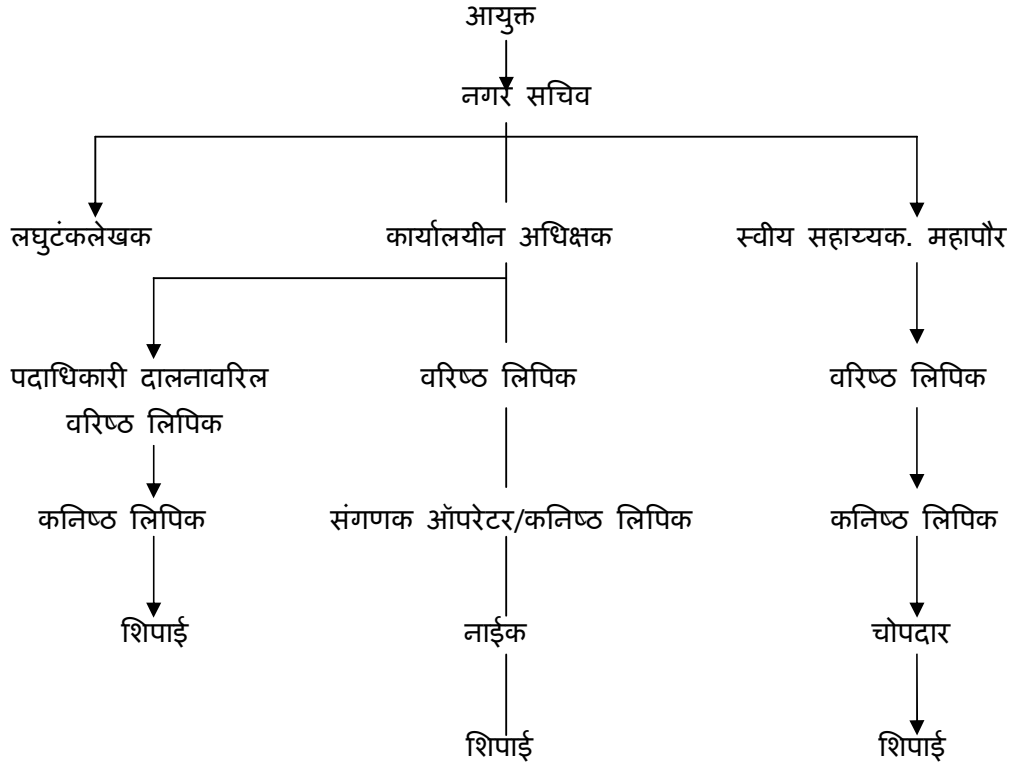 आयुक्त
नगर सचिव
लघुटंकलेखक कार्यालयीन अधिक्षक स्वीय सहाय्यक. महापौर
पदाधिकारी दालनावरिल वरिष्ठ लिपिक वरिष्ठ लिपिक
वरिष्ठ लिपिक
कनिष्ठ लिपिक संगणक ऑपरेटर/कनिष्ठ लिपिक कनिष्ठ लिपिक
शिपाई नाईक चोपदार
शिपाई शिपाई